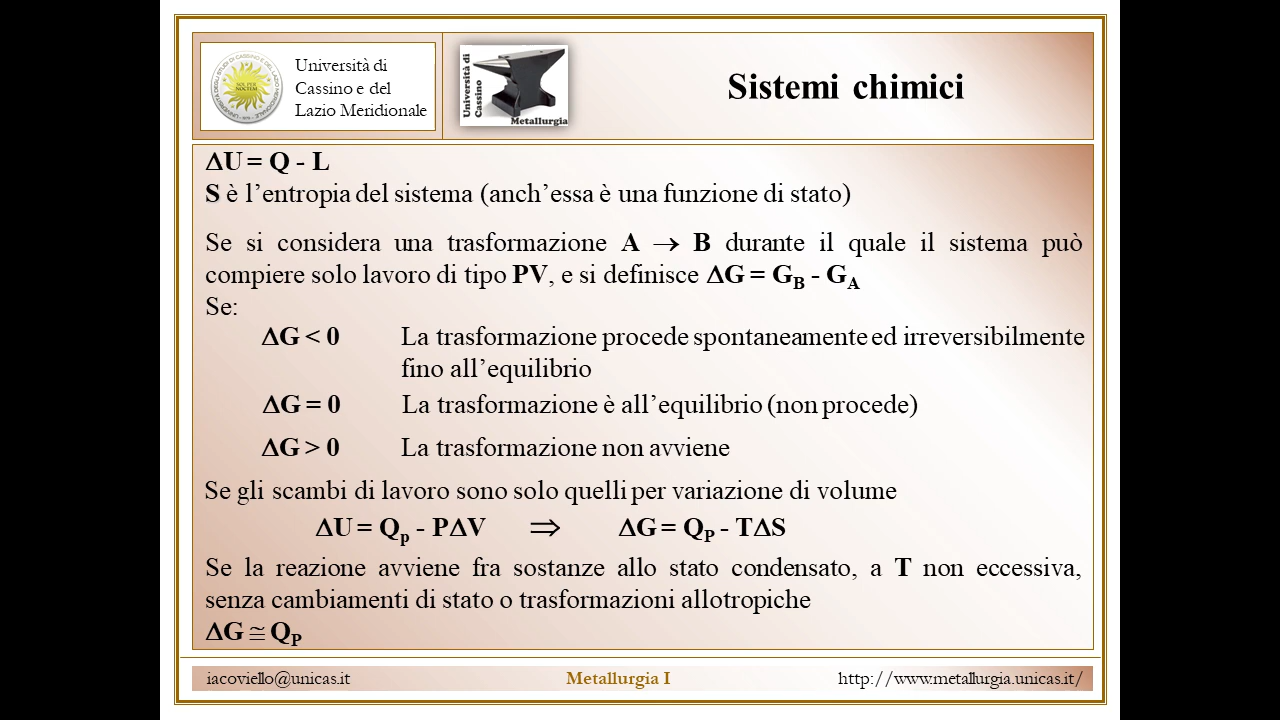 Università di
Cassino e del
Lazio Meridionale
Università di
Cassino
Metallurgia
Sistemi chimici
ΔU = Q - L
S è l’entropia del sistema (anch’essa è una funzione di stato)
Se si considera una trasformazione A → B durante il quale il sistema può
compiere solo lavoro di tipo PV, e si definisce ΔG = G_B - G_A
Se:
ΔG < 0 La trasformazione procede spontaneamente ed irreversibilmente
fino all’equilibrio
ΔG = 0 La trasformazione è all’equilibrio (non procede)
ΔG > 0 La trasformazione non avviene
Se gli scambi di lavoro sono solo quelli per variazione di volume
ΔU = Q_p - PΔV ⇒ ΔG = Q_P - TΔS
Se la reazione avviene fra sostanze allo stato condensato, a T non eccessiva,
senza cambiamenti di stato o trasformazioni allotropiche
ΔG ≅ Q_P
iacoviello@unicas.it Metallurgia I http://www.metallurgia.unicas.it/